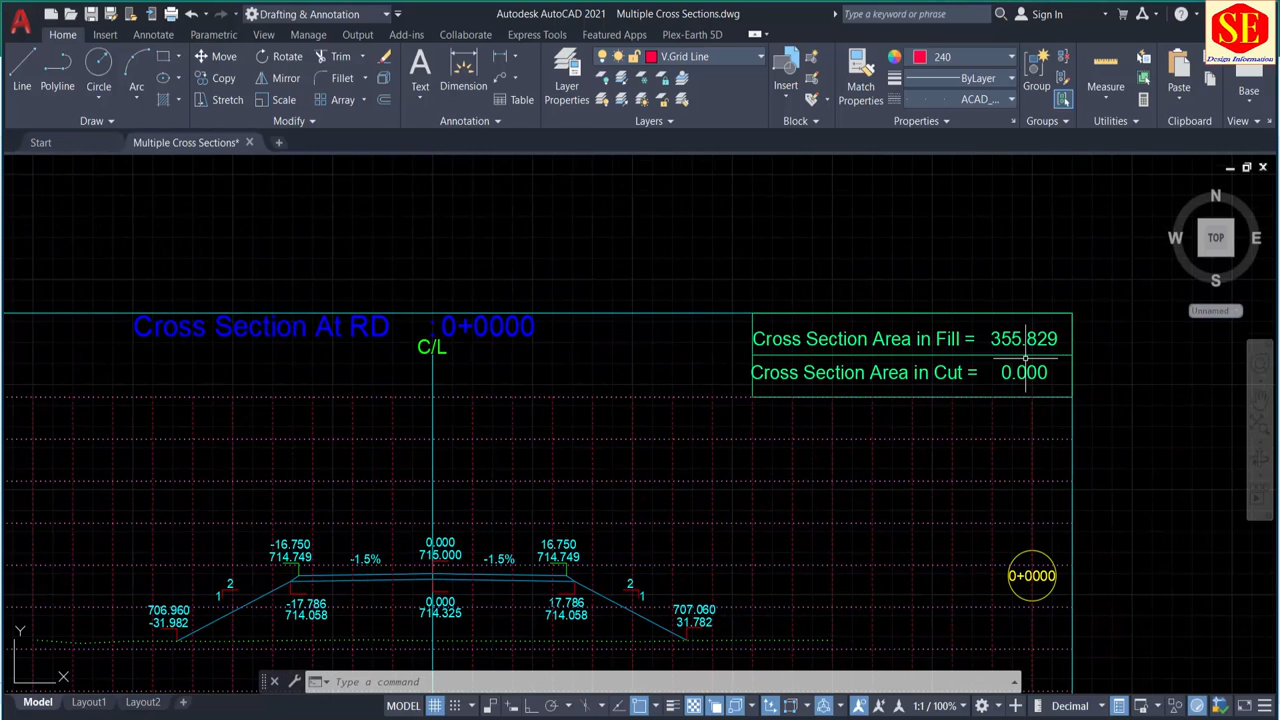 Autodesk AutoCAD 2021 Multiple Cross Sections.dwg
Drafting & Annotation
Type a keyword or phrase
Sign In
SE
Design Information
Home Insert Annotate Parametric View Manage Output Add-ins Collaborate Express Tools Featured Apps Plex-Earth 5D
Line Polyline Circle Arc
Move Rotate Trim
Copy Mirror Fillet
Stretch Scale Array
Text Dimension Table
Layer Properties
V.Grid Line
Insert
Match Properties
240
ByLayer
ACAD_...
Group
Measure
Paste
Base
Draw Modify Annotation Layers Block Properties Groups Utilities Clipboard View
Start Multiple Cross Sections*
N
W TOP E
S
Unnamed
Cross Section At RD 0+0000
C/L
Cross Section Area in Fill = 355.829
Cross Section Area in Cut = 0.000
-16.750
714.749
-1.5%
0.000
715.000
-1.5%
16.750
714.749
0+0000
2
1
2
1
706.960
-31.982
-17.786
714.058
0.000
714.325
17.786
714.058
707.060
31.782
Y
X
Type a command
Model Layout1 Layout2
MODEL
1:1 / 100%
Decimal